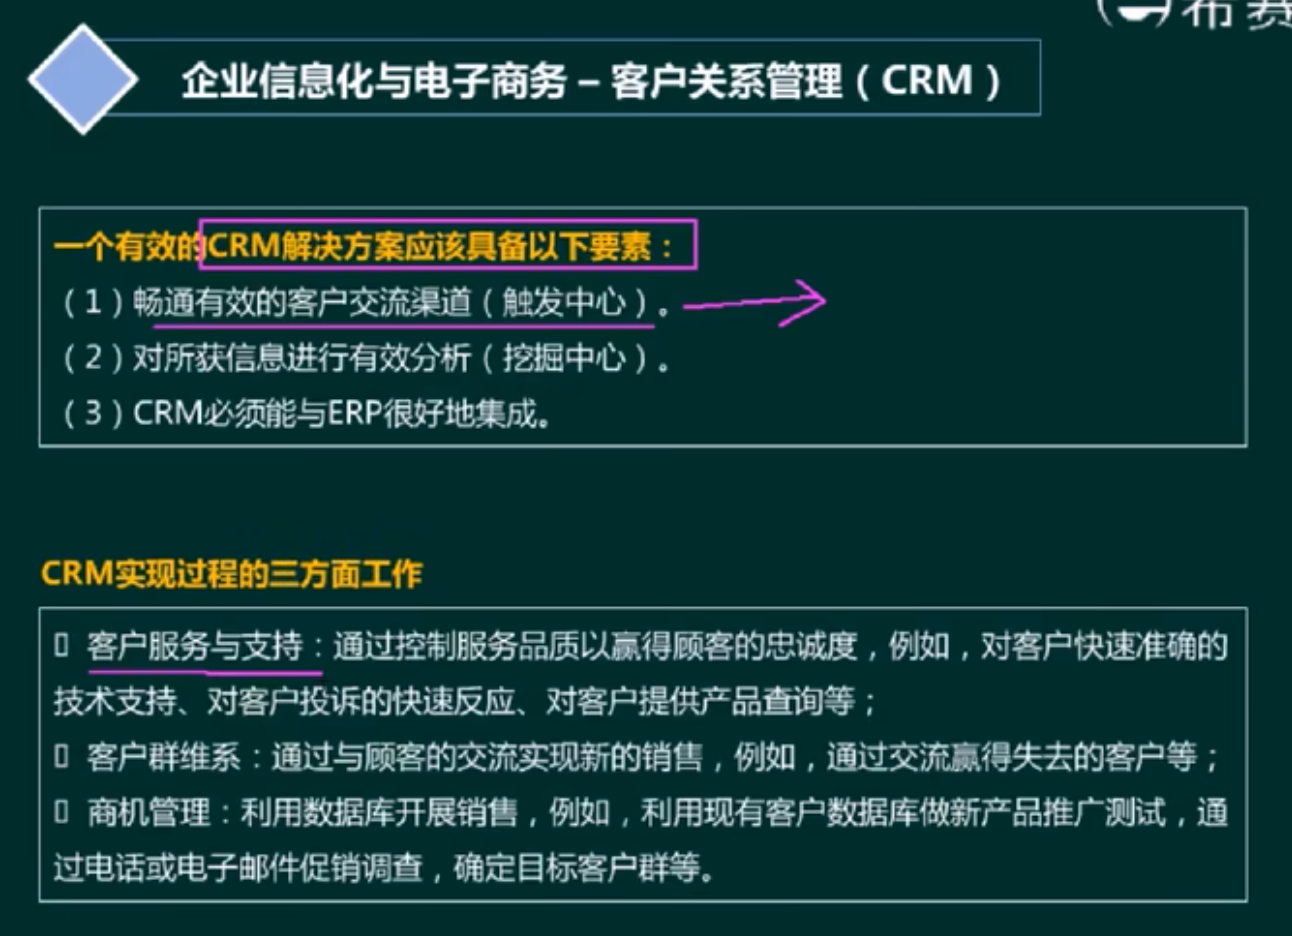 布赛
企业信息化与电子商务 – 客户关系管理（CRM）
一个有效的CRM解决方案应该具备以下要素：
（1）畅通有效的客户交流渠道（触发中心）。
（2）对所获信息进行有效分析（挖掘中心）。
（3）CRM必须能与ERP很好地集成。
CRM实现过程的三方面工作
▯ 客户服务与支持：通过控制服务品质以赢得顾客的忠诚度，例如，对客户快速准确的
技术支持、对客户投诉的快速反应、对客户提供产品查询等；
▯ 客户群维系：通过与顾客的交流实现新的销售，例如，通过交流赢得失去的客户等；
▯ 商机管理：利用数据库开展销售，例如，利用现有客户数据库做新产品推广测试，通
过电话或电子邮件促销调查，确定目标客户群等。